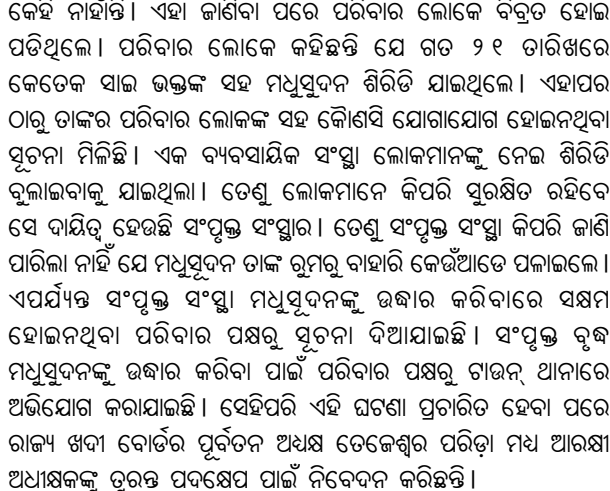 କେହି ନାହାଁନ୍ତି। ଏହା ଜାଣିବା ପରେ ପରିବାର ଲୋକେ ବିବ୍ରତ ହୋଇ
ପଡିଥିଲେ। ପରିବାର ଲୋକେ କହିଛନ୍ତି ଯେ ଗତ ୨୧ ତାରିଖରେ
କେତେକ ସାଇ ଭକ୍ତଙ୍କ ସହ ମଧୁସୁଦନ ଶିରିଡି ଯାଇଥିଲେ। ଏହାପର
ଠାରୁ ତାଙ୍କର ପରିବାର ଲୋକଙ୍କ ସହ କୌଣସି ଯୋଗାଯୋଗ ହୋଇନଥିବା
ସୂଚନା ମିଳିଛି। ଏକ ବ୍ୟବସାୟିକ ସଂସ୍ଥା ଲୋକମାନଙ୍କୁ ନେଇ ଶିରିଡି
ବୁଲାଇବାକୁ ଯାଇଥିଲା। ତେଣୁ ଲୋକମାନେ କିପରି ସୁରକ୍ଷିତ ରହିବେ
ସେ ଦାୟିତ୍ୱ ହେଉଛି ସଂପୃକ୍ତ ସଂସ୍ଥାର। ତେଣୁ ସଂପୃକ୍ତ ସଂସ୍ଥା କିପରି ଜାଣି
ପାରିଲା ନାହିଁ ଯେ ମଧୁସୂଦନ ତାଙ୍କ ରୁମରୁ ବାହାରି କେଉଁଆଡେ ପଳାଇଲେ।
ଏପର୍ଯ୍ୟନ୍ତ ସଂପୃକ୍ତ ସଂସ୍ଥା ମଧୁସୂଦନଙ୍କୁ ଉଦ୍ଧାର କରିବାରେ ସକ୍ଷମ
ହୋଇନଥିବା ପରିବାର ପକ୍ଷରୁ ସୂଚନା ଦିଆଯାଇଛି। ସଂପୃକ୍ତ ବୃଦ୍ଧ
ମଧୁସୁଦନଙ୍କୁ ଉଦ୍ଧାର କରିବା ପାଇଁ ପରିବାର ପକ୍ଷରୁ ଟାଉନ୍ ଥାନାରେ
ଅଭିଯୋଗ କରାଯାଇଛି। ସେହିପରି ଏହି ଘଟଣା ପ୍ରଚାରିତ ହେବା ପରେ
ରାଜ୍ୟ ଖଦୀ ବୋର୍ଡର ପୂର୍ବତନ ଅଧ୍ୟକ୍ଷ ତେଜେଶ୍ୱର ପରିଡ଼ା ମଧ୍ୟ ଆରକ୍ଷୀ
ଅଧୀକ୍ଷକଙ୍କୁ ତୁରନ୍ତ ପଦକ୍ଷେପ ପାଇଁ ନିବେଦନ କରିଛନ୍ତି।